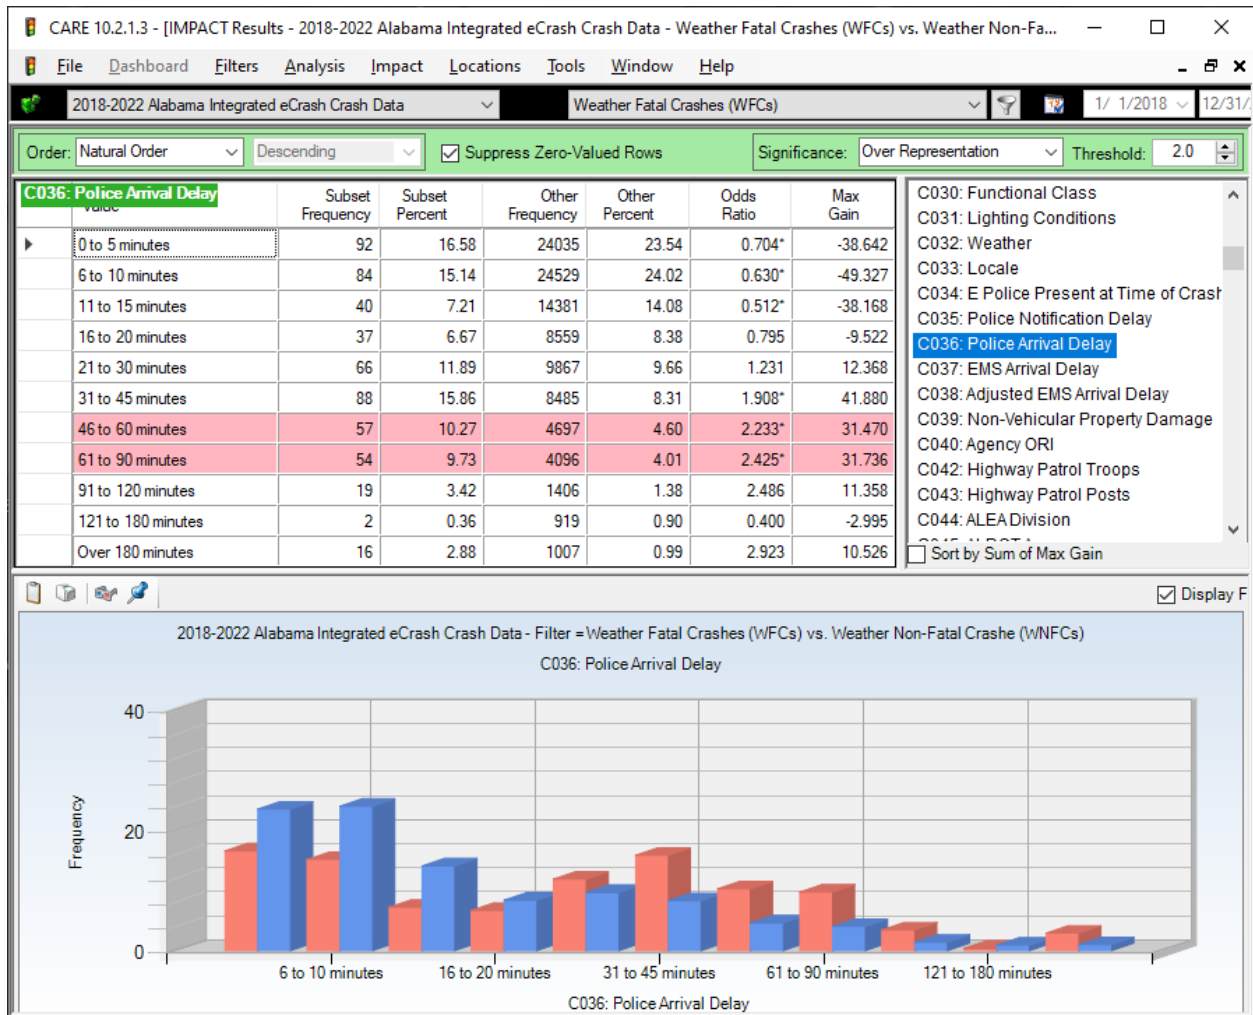 CARE 10.2.1.3 - [IMPACT Results - 2018-2022 Alabama Integrated eCrash Crash Data - Weather Fatal Crashes (WFCs) vs. Weather Non-Fa...
File Dashboard Filters Analysis Impact Locations Tools Window Help
2018-2022 Alabama Integrated eCrash Crash Data Weather Fatal Crashes (WFCs) 1/ 1/2018 12/31/
Order: Natural Order Descending Suppress Zero-Valued Rows Significance: Over Representation Threshold: 2.0
C036: Police Arrival Delay
Subset Frequency Subset Percent Other Frequency Other Percent Odds Ratio Max Gain
0 to 5 minutes 92 16.58 24035 23.54 0.704* -38.642
6 to 10 minutes 84 15.14 24529 24.02 0.630* -49.327
11 to 15 minutes 40 7.21 14381 14.08 0.512* -38.168
16 to 20 minutes 37 6.67 8559 8.38 0.795 -9.522
21 to 30 minutes 66 11.89 9867 9.66 1.231 12.368
31 to 45 minutes 88 15.86 8485 8.31 1.908* 41.880
46 to 60 minutes 57 10.27 4697 4.60 2.233* 31.470
61 to 90 minutes 54 9.73 4096 4.01 2.425* 31.736
91 to 120 minutes 19 3.42 1406 1.38 2.486 11.358
121 to 180 minutes 2 0.36 919 0.90 0.400 -2.995
Over 180 minutes 16 2.88 1007 0.99 2.923 10.526
C030: Functional Class
C031: Lighting Conditions
C032: Weather
C033: Locale
C034: E Police Present at Time of Crash
C035: Police Notification Delay
C036: Police Arrival Delay
C037: EMS Arrival Delay
C038: Adjusted EMS Arrival Delay
C039: Non-Vehicular Property Damage
C040: Agency ORI
C042: Highway Patrol Troops
C043: Highway Patrol Posts
C044: ALEA Division
Sort by Sum of Max Gain
Display F
2018-2022 Alabama Integrated eCrash Crash Data - Filter = Weather Fatal Crashes (WFCs) vs. Weather Non-Fatal Crashe (WNFCs)
C036: Police Arrival Delay
40
20
0
Frequency
6 to 10 minutes 16 to 20 minutes 31 to 45 minutes 61 to 90 minutes 121 to 180 minutes
C036: Police Arrival Delay